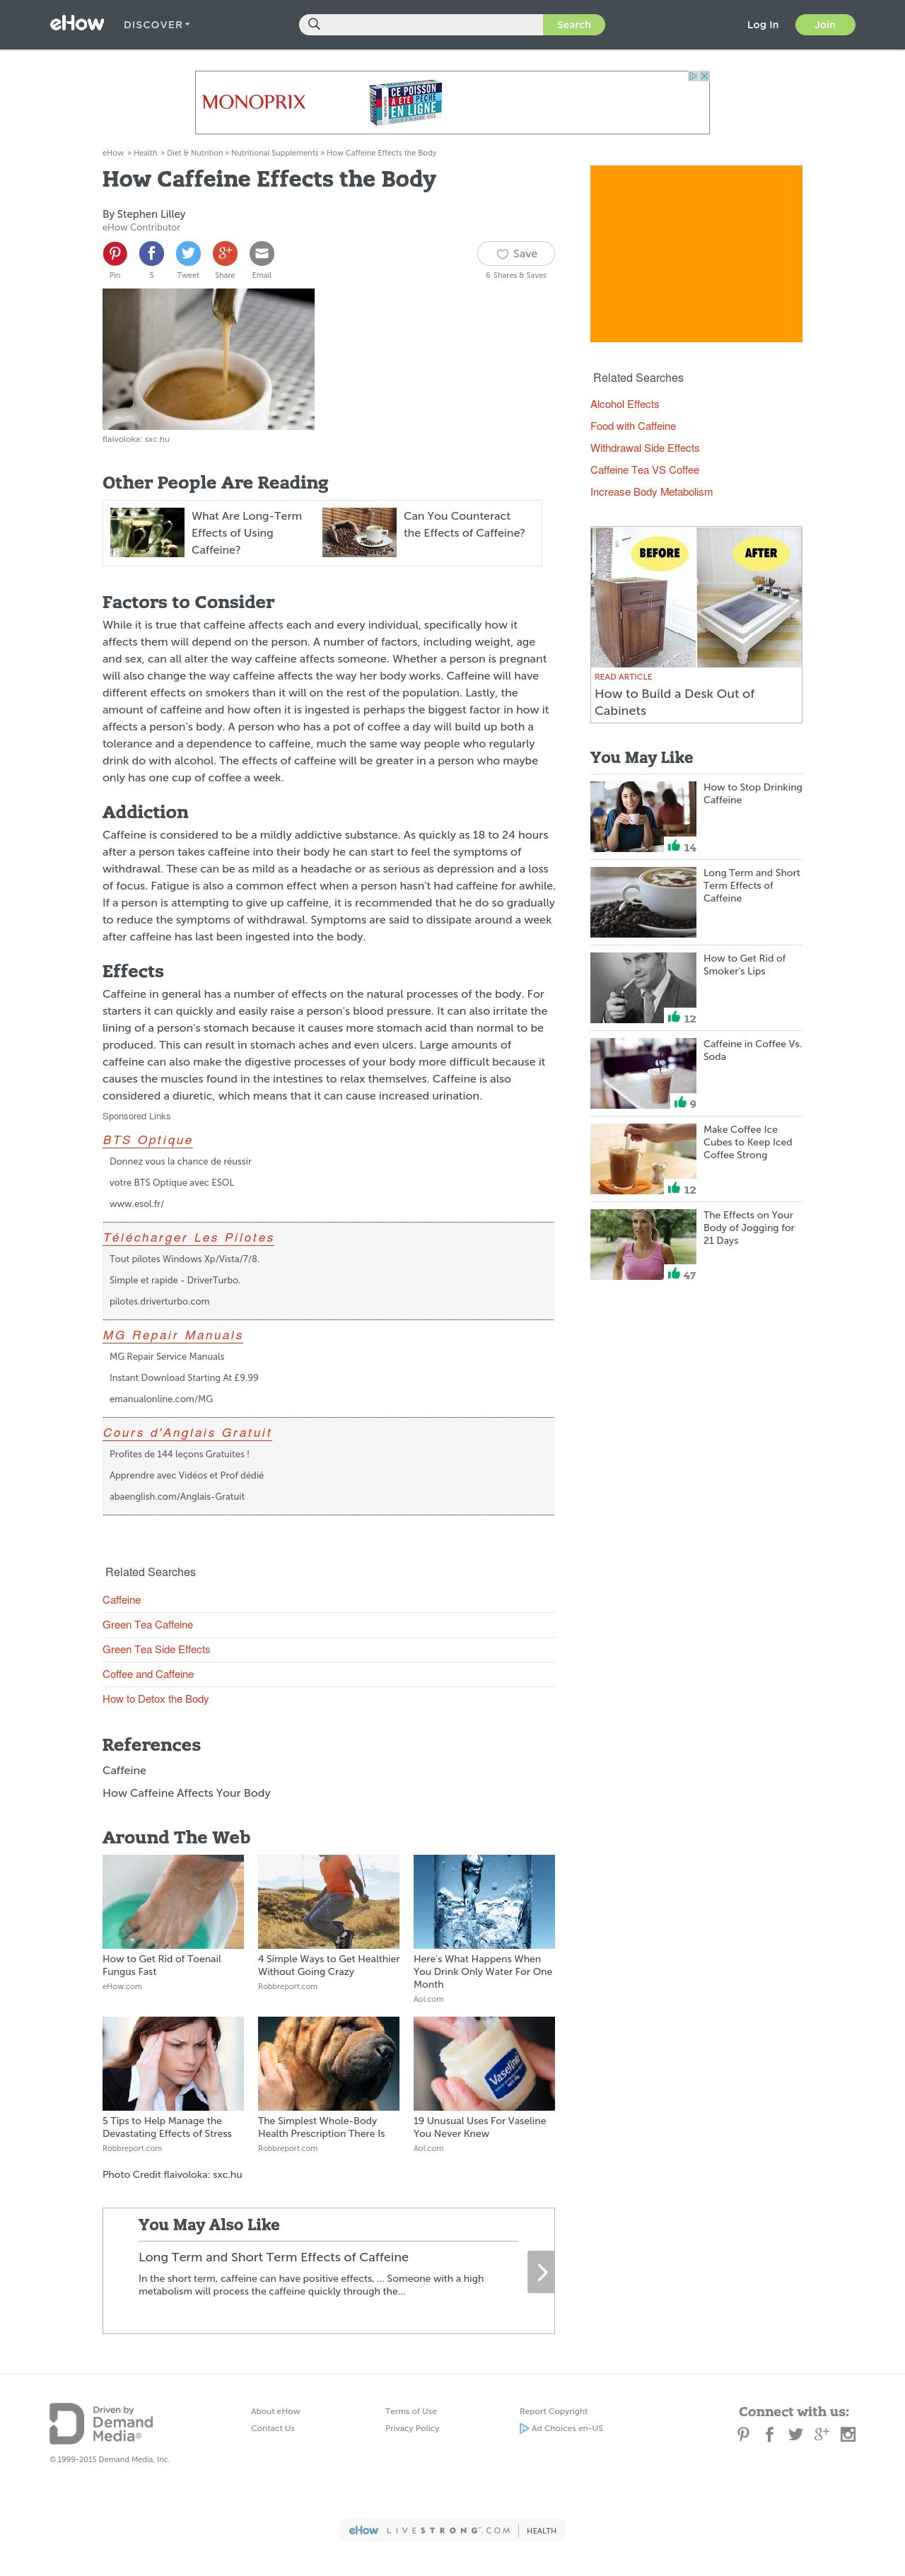 eHow DISCOVER Search Log In Join
MONOPRIX
CE POISSON
A ÉTÉ PÊCHÉ
EN LIGNE
eHow » Health » Diet & Nutrition » Nutritional Supplements » How Caffeine Effects the Body
How Caffeine Effects the Body
By Stephen Lilley
eHow Contributor
Save
Pin 5 Tweet Share Email
6 Shares & Saves
flaivoloka: sxc.hu
Other People Are Reading
What Are Long-Term
Effects of Using
Caffeine?
Can You Counteract
the Effects of Caffeine?
Factors to Consider
While it is true that caffeine affects each and every individual, specifically how it
affects them will depend on the person. A number of factors, including weight, age
and sex, can all alter the way caffeine affects someone. Whether a person is pregnant
will also change the way caffeine affects the way her body works. Caffeine will have
different effects on smokers than it will on the rest of the population. Lastly, the
amount of caffeine and how often it is ingested is perhaps the biggest factor in how it
affects a person's body. A person who has a pot of coffee a day will build up both a
tolerance and a dependence to caffeine, much the same way people who regularly
drink do with alcohol. The effects of caffeine will be greater in a person who maybe
only has one cup of coffee a week.
Addiction
Caffeine is considered to be a mildly addictive substance. As quickly as 18 to 24 hours
after a person takes caffeine into their body he can start to feel the symptoms of
withdrawal. These can be as mild as a headache or as serious as depression and a loss
of focus. Fatigue is also a common effect when a person hasn't had caffeine for awhile.
If a person is attempting to give up caffeine, it is recommended that he do so gradually
to reduce the symptoms of withdrawal. Symptoms are said to dissipate around a week
after caffeine has last been ingested into the body.
Effects
Caffeine in general has a number of effects on the natural processes of the body. For
starters it can quickly and easily raise a person's blood pressure. It can also irritate the
lining of a person's stomach because it causes more stomach acid than normal to be
produced. This can result in stomach aches and even ulcers. Large amounts of
caffeine can also make the digestive processes of your body more difficult because it
causes the muscles found in the intestines to relax themselves. Caffeine is also
considered a diuretic, which means that it can cause increased urination.
Sponsored Links
BTS Optique
Donnez vous la chance de réussir
votre BTS Optique avec ESOL
www.esol.fr/
Télécharger Les Pilotes
Tout pilotes Windows Xp/Vista/7/8.
Simple et rapide - DriverTurbo.
pilotes.driverturbo.com
MG Repair Manuals
MG Repair Service Manuals
Instant Download Starting At £9.99
emanualonline.com/MG
Cours d'Anglais Gratuit
Profites de 144 leçons Gratuites !
Apprendre avec Vidéos et Prof dédié
abaenglish.com/Anglais-Gratuit
Related Searches
Caffeine
Green Tea Caffeine
Green Tea Side Effects
Coffee and Caffeine
How to Detox the Body
References
Caffeine
How Caffeine Affects Your Body
Around The Web
How to Get Rid of Toenail
Fungus Fast
eHow.com
4 Simple Ways to Get Healthier
Without Going Crazy
Robbreport.com
Here's What Happens When
You Drink Only Water For One
Month
Aol.com
Vaseline
5 Tips to Help Manage the
Devastating Effects of Stress
Robbreport.com
The Simplest Whole-Body
Health Prescription There Is
Robbreport.com
19 Unusual Uses For Vaseline
You Never Knew
Aol.com
Photo Credit flaivoloka: sxc.hu
You May Also Like
Long Term and Short Term Effects of Caffeine
In the short term, caffeine can have positive effects, ... Someone with a high
metabolism will process the caffeine quickly through the...
Related Searches
Alcohol Effects
Food with Caffeine
Withdrawal Side Effects
Caffeine Tea VS Coffee
Increase Body Metabolism
BEFORE AFTER
READ ARTICLE
How to Build a Desk Out of
Cabinets
You May Like
How to Stop Drinking
Caffeine
14
Long Term and Short
Term Effects of
Caffeine
How to Get Rid of
Smoker's Lips
12
Caffeine in Coffee Vs.
Soda
9
Make Coffee Ice
Cubes to Keep Iced
Coffee Strong
12
The Effects on Your
Body of Jogging for
21 Days
47
Driven by
Demand
Media®
© 1999-2015 Demand Media, Inc.
About eHow
Contact Us
Terms of Use
Privacy Policy
Report Copyright
Ad Choices en-US
Connect with us:
eHow LIVESTRONG.COM HEALTH